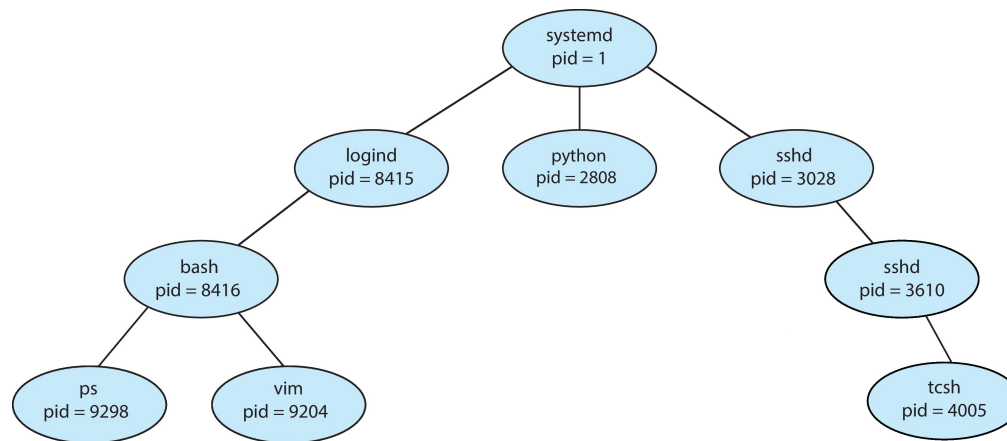 systemd
pid = 1
logind
pid = 8415
python
pid = 2808
sshd
pid = 3028
bash
pid = 8416
sshd
pid = 3610
ps
pid = 9298
vim
pid = 9204
tcsh
pid = 4005